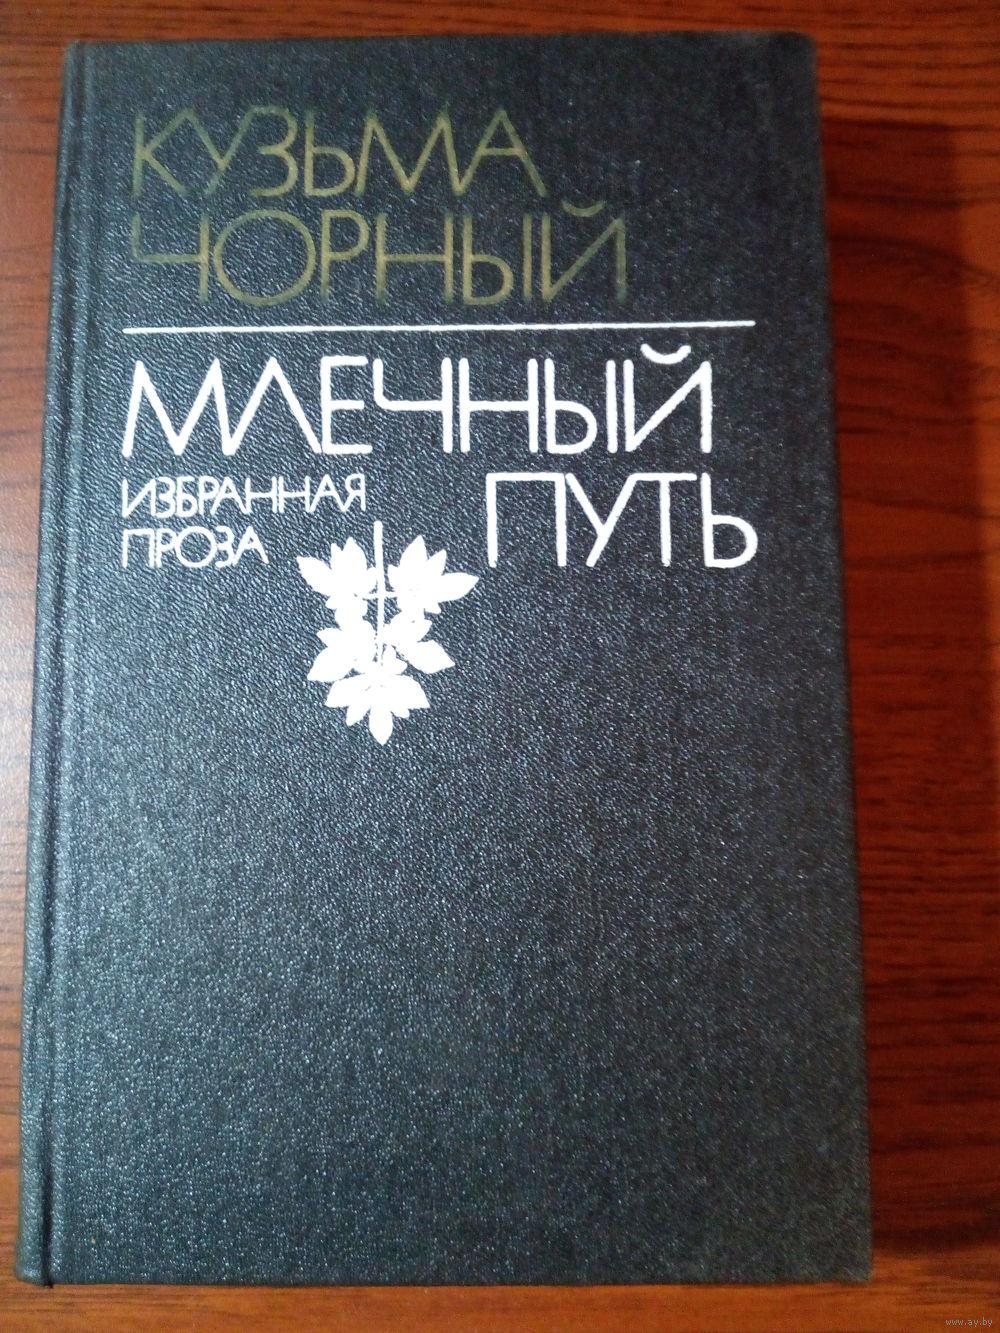 КУЗЬМА
ЧОРНЫЙ
МЛЕЧНЫЙ
ПУТЬ
ИЗБРАННАЯ
ПРОЗА
www.ay.by